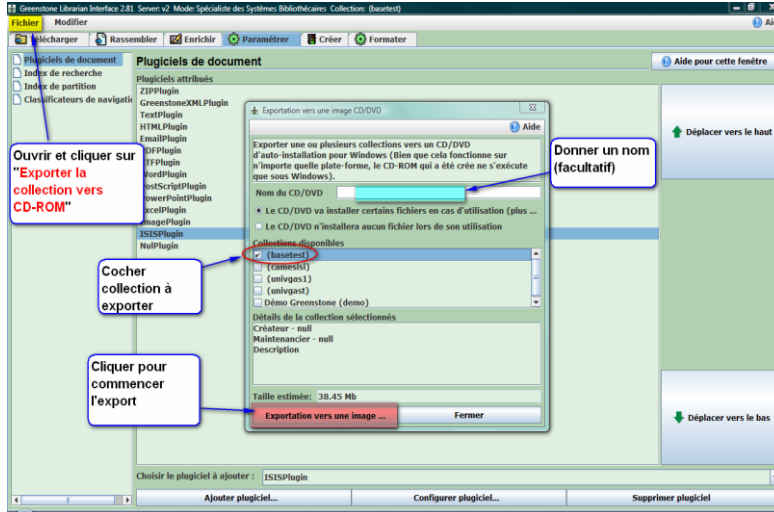 Greenstone Librarian Interface 2.81 Server: v2 Mode: Spécialiste des Systèmes Bibliothécaires Collection: (basetest)
Fichier Modifier
Télécharger Rassembler Enrichir Paramétrer Créer Formater
Plugiciels de document
Index de recherche
Index de partition
Classificateurs de navigati
Plugiciels de document
Aide pour cette fenêtre
Plugiciels attribués
ZIPPlugin
GreenstoneXMLPlugin
TextPlugin
HTMLPlugin
EmailPlugin
PDFPlugin
RTFPlugin
WordPlugin
PostScriptPlugin
PowerPointPlugin
ExcelPlugin
ImagePlugin
ISISPlugin
NulPlugin
Déplacer vers le haut
Déplacer vers le bas
Exportation vers une image CD/DVD
Aide
Exporter une ou plusieurs collections vers un CD/DVD
d'auto-installation pour Windows (Bien que cela fonctionne sur
n'importe quelle plate-forme, le CD-ROM qui a été crée ne s'exécute
que sous Windows).
Nom du CD/DVD
Le CD/DVD va installer certains fichiers en cas d'utilisation (plus ...
Le CD/DVD n'installera aucun fichier lors de son utilisation
Collections disponibles
(basetest)
(camesisi)
(univgas1)
(univgast)
Démo Greenstone (demo)
Détails de la collection sélectionnés
Créateur - null
Maintenancier - null
Description
Taille estimée: 38.45 Mb
Exportation vers une image ... Fermer
Ouvrir et cliquer sur
"Exporter la
collection vers
CD-ROM"
Donner un nom
(facultatif)
Cocher
collection à
exporter
Cliquer pour
commencer
l'export
Choisir le plugiciel à ajouter : ISISPlugin
Ajouter plugiciel... Configurer plugiciel... Supprimer plugiciel